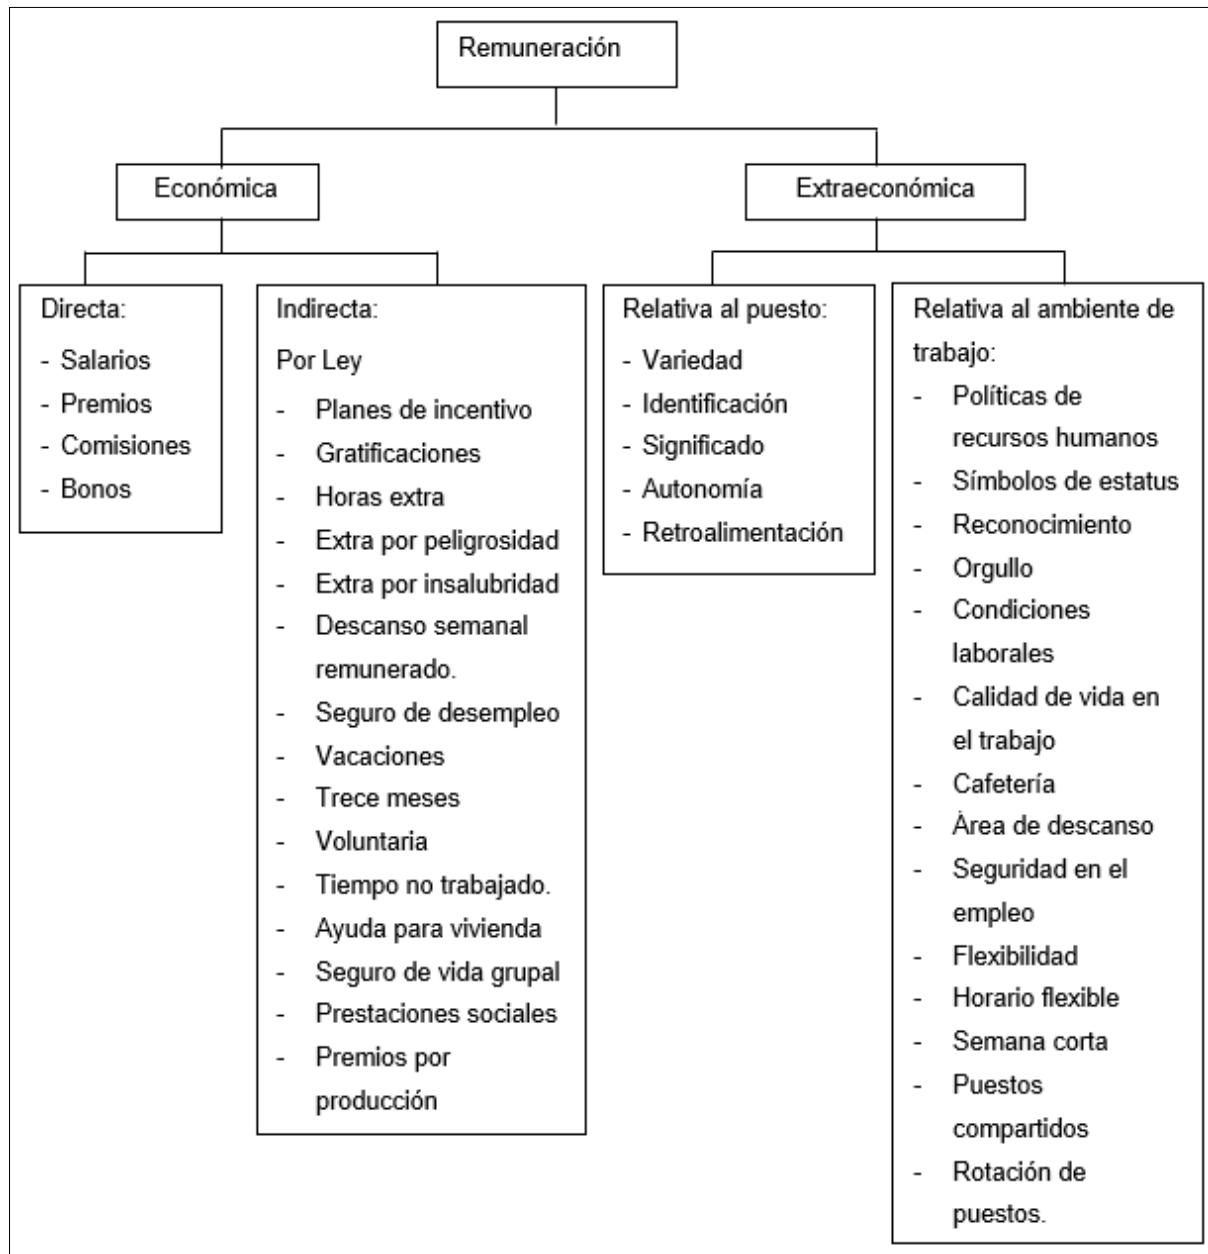 Remuneración
Económica
Extraeconómica
Directa:
- Salarios
- Premios
- Comisiones
- Bonos
Indirecta:
Por Ley
- Planes de incentivo
- Gratificaciones
- Horas extra
- Extra por peligrosidad
- Extra por insalubridad
- Descanso semanal
remunerado.
- Seguro de desempleo
- Vacaciones
- Trece meses
- Voluntaria
- Tiempo no trabajado.
- Ayuda para vivienda
- Seguro de vida grupal
- Prestaciones sociales
- Premios por
producción
Relativa al puesto:
- Variedad
- Identificación
- Significado
- Autonomía
- Retroalimentación
Relativa al ambiente de
trabajo:
- Políticas de
recursos humanos
- Símbolos de estatus
- Reconocimiento
- Orgullo
- Condiciones
laborales
- Calidad de vida en
el trabajo
- Cafetería
- Área de descanso
- Seguridad en el
empleo
- Flexibilidad
- Horario flexible
- Semana corta
- Puestos
compartidos
- Rotación de
puestos.